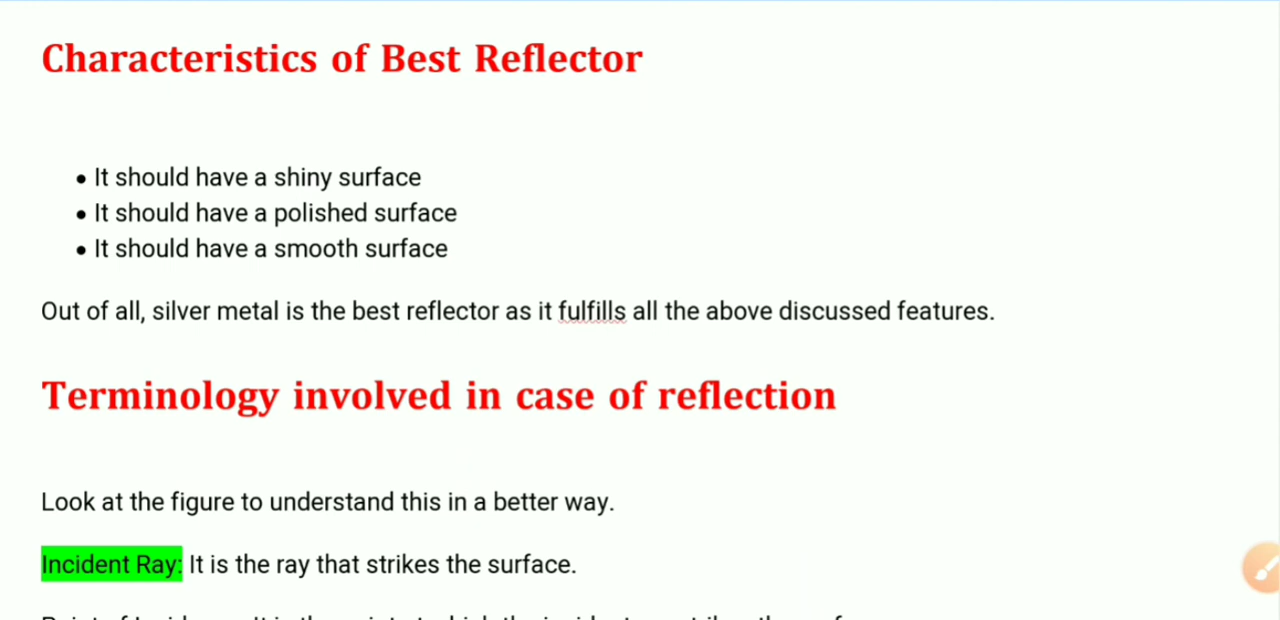 Characteristics of Best Reflector
• It should have a shiny surface
• It should have a polished surface
• It should have a smooth surface
Out of all, silver metal is the best reflector as it fulfills all the above discussed features.
Terminology involved in case of reflection
Look at the figure to understand this in a better way.
Incident Ray: It is the ray that strikes the surface.